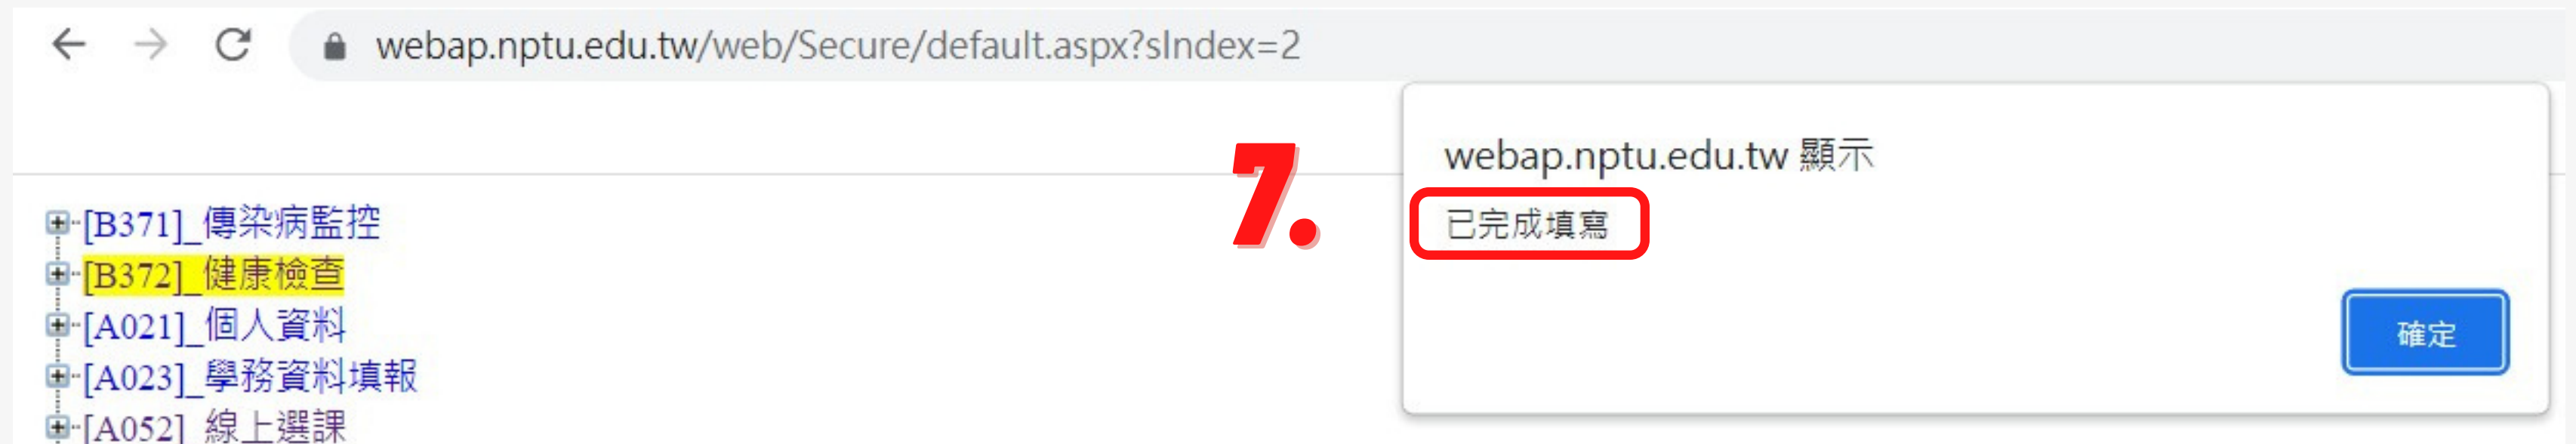 webap.nptu.edu.tw/web/Secure/default.aspx?sIndex=2
webap.nptu.edu.tw 顯示
7.
已完成填寫
確定
[B371]_傳染病監控
[B372]_健康檢查
[A021]_個人資料
[A023]_學務資料填報
[A052]_線上選課